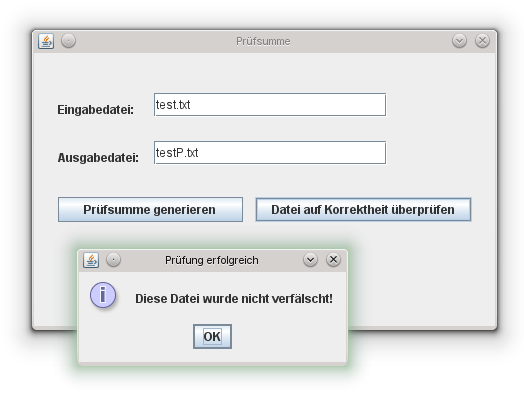 Prüfsumme
Eingabedatei:
test.txt
Ausgabedatei:
testP.txt
Prüfsumme generieren
Datei auf Korrektheit überprüfen
Prüfung erfolgreich
Diese Datei wurde nicht verfälscht!
OK